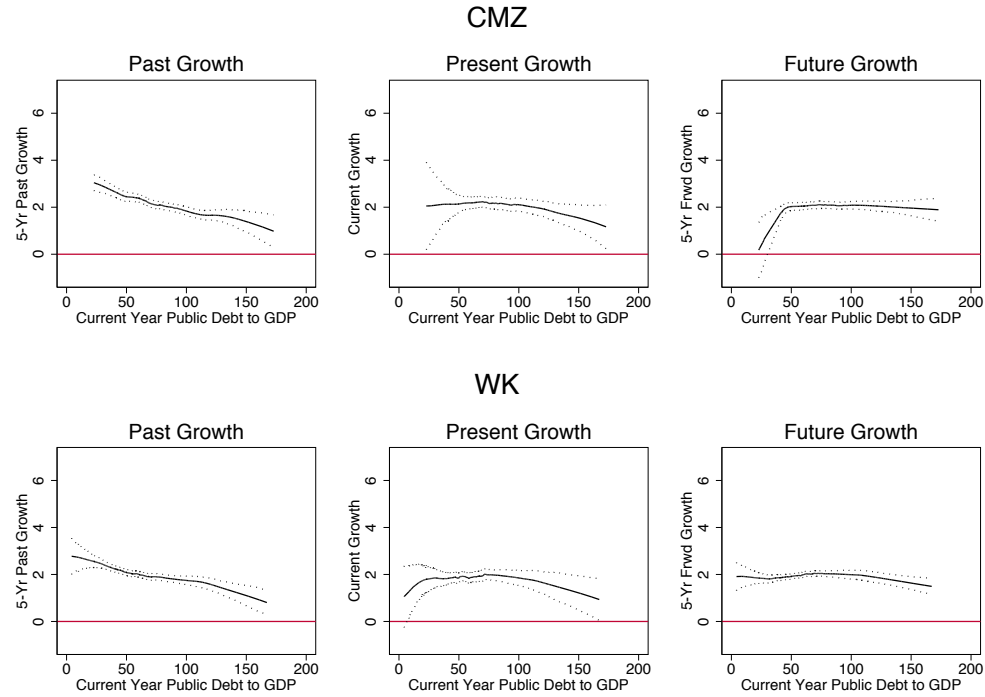 CMZ
Past Growth
5-Yr Past Growth
6
4
2
0
0 50 100 150 200
Current Year Public Debt to GDP
Present Growth
Current Growth
6
4
2
0
0 50 100 150 200
Current Year Public Debt to GDP
Future Growth
5-Yr Frwd Growth
6
4
2
0
0 50 100 150 200
Current Year Public Debt to GDP
WK
Past Growth
5-Yr Past Growth
6
4
2
0
0 50 100 150 200
Current Year Public Debt to GDP
Present Growth
Current Growth
6
4
2
0
0 50 100 150 200
Current Year Public Debt to GDP
Future Growth
5-Yr Frwd Growth
6
4
2
0
0 50 100 150 200
Current Year Public Debt to GDP